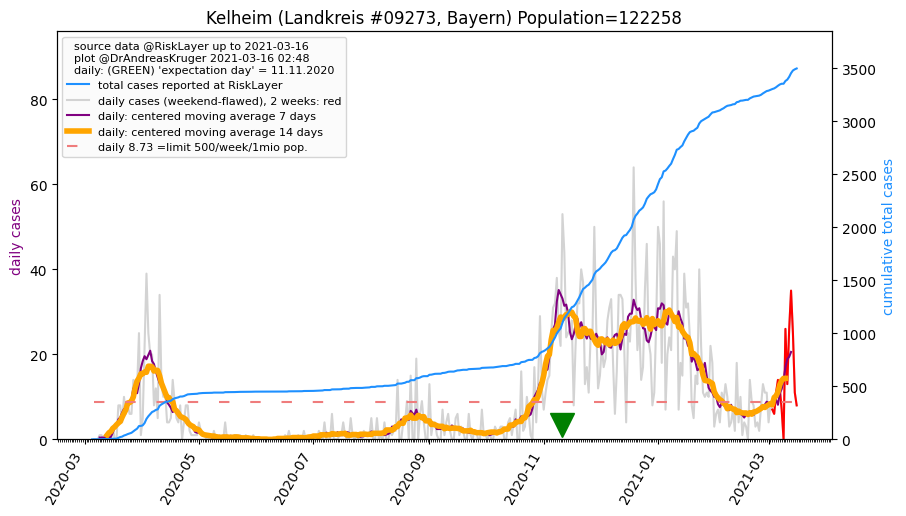 Kelheim (Landkreis #09273, Bayern) Population=122258
source data @RiskLayer up to 2021-03-16
plot @DrAndreasKruger 2021-03-16 02:48
daily: (GREEN) 'expectation day' = 11.11.2020
total cases reported at RiskLayer
daily cases (weekend-flawed), 2 weeks: red
daily: centered moving average 7 days
daily: centered moving average 14 days
daily 8.73 =limit 500/week/1mio pop.
daily cases
80
60
40
20
0
cumulative total cases
3500
3000
2500
2000
1500
1000
500
0
2020-03
2020-05
2020-07
2020-09
2020-11
2021-01
2021-03